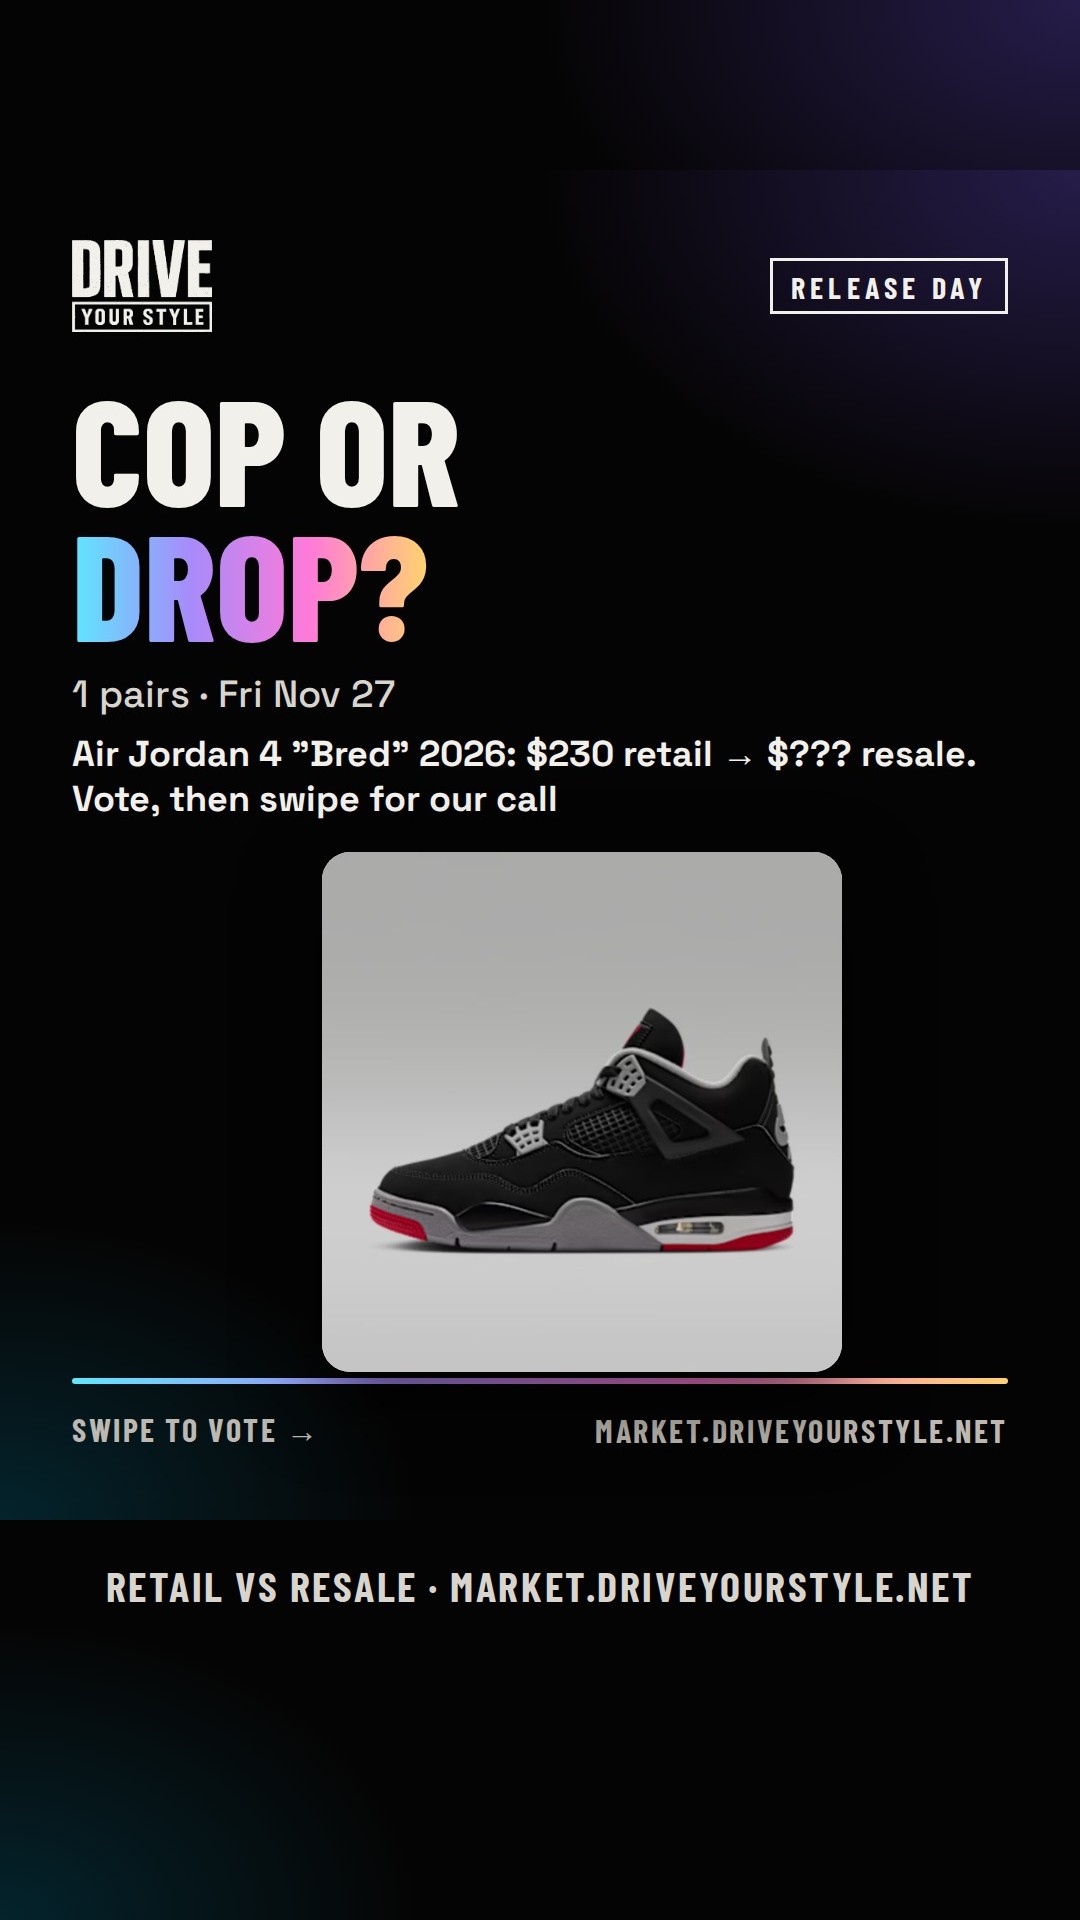 DRIVE
YOUR STYLE
RELEASE DAY
COP OR
DROP?
1 pairs · Fri Nov 27
Air Jordan 4 ”Bred” 2026: $230 retail → $??? resale.
Vote, then swipe for our call
SWIPE TO VOTE →
MARKET.DRIVEYOURSTYLE.NET
RETAIL VS RESALE · MARKET.DRIVEYOURSTYLE.NET